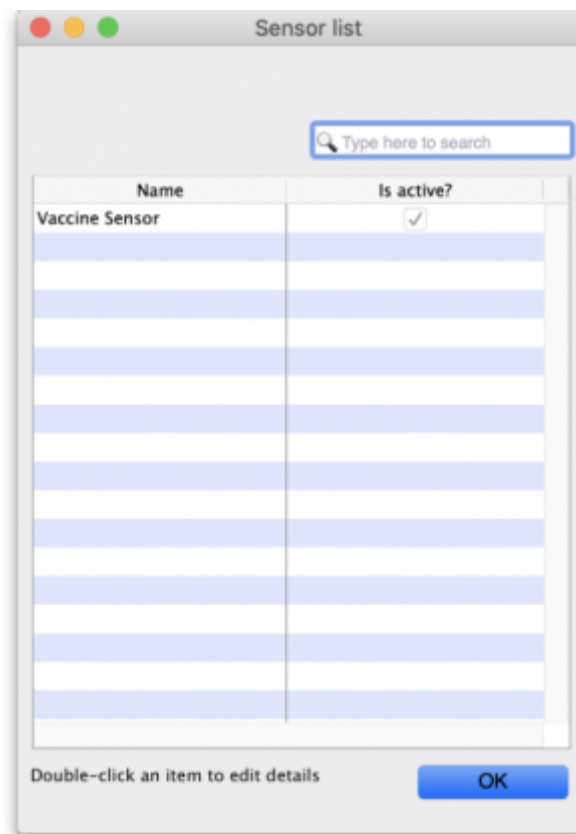 Sensor list
Type here to search
Name Is active?
Vaccine Sensor
Double-click an item to edit details
OK